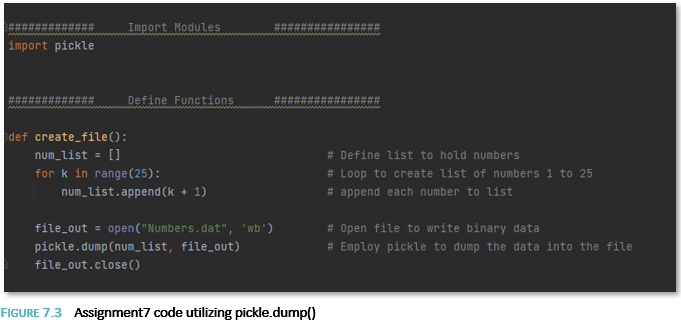 #############     Import Modules     ################
import pickle
#############     Define Functions     ################
def create_file():
num_list = []     # Define list to hold numbers
for k in range(25):     # Loop to create list of numbers 1 to 25
num_list.append(k + 1)     # append each number to list
file_out = open("Numbers.dat", 'wb')     # Open file to write binary data
pickle.dump(num_list, file_out)     # Employ pickle to dump the data into the file
file_out.close()
FIGURE 7.3 Assignment7 code utilizing pickle.dump()